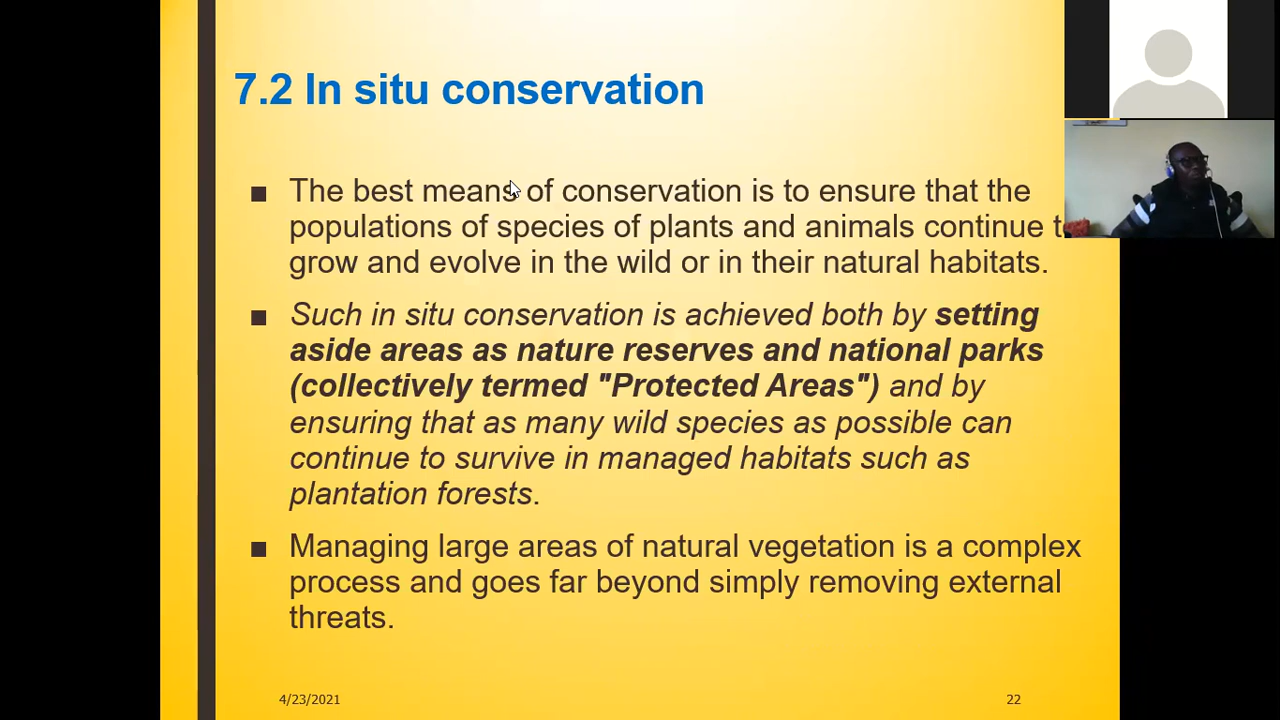 7.2 In situ conservation
■ The best means of conservation is to ensure that the
populations of species of plants and animals continue
grow and evolve in the wild or in their natural habitats.
■ Such in situ conservation is achieved both by setting
aside areas as nature reserves and national parks
(collectively termed "Protected Areas") and by
ensuring that as many wild species as possible can
continue to survive in managed habitats such as
plantation forests.
■ Managing large areas of natural vegetation is a complex
process and goes far beyond simply removing external
threats.
4/23/2021
22